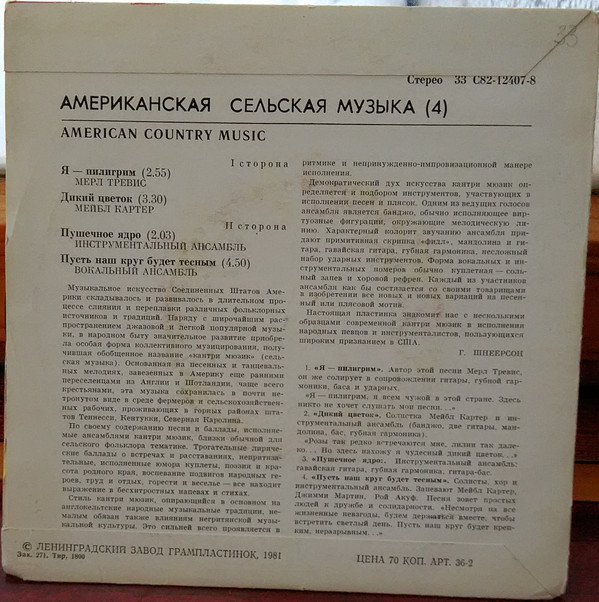 33
Стерео 33 С82-12407-8
АМЕРИКАНСКАЯ СЕЛЬСКАЯ МУЗЫКА (4)
AMERICAN COUNTRY MUSIC
I сторона
Я — пилигрим (2.55)
МЕРЛ ТРЕВИС
Дикий цветок (3.30)
МЕЙБЛ КАРТЕР
II сторона
Пушечное ядро (2.03)
ИНСТРУМЕНТАЛЬНЫЙ АНСАМБЛЬ
Пусть наш круг будет тесным (4.50)
ВОКАЛЬНЫЙ АНСАМБЛЬ
Музыкальное искусство Соединенных Штатов Аме-
рики складывалось и развивалось в длительном про-
цессе слияния и переплавки различных фольклорных
источников и традиций. Наряду с широчайшим рас-
пространением джазовой и легкой популярной музы-
ки, в народном быту значительное развитие приобре-
ла особая форма коллективного музицирования, полу-
чившая обобщенное название «кантри мюзик» (сель-
ская музыка). Основанная на песенных и танцеваль-
ных мелодиях, завезенных в Америку еще ранними
переселенцами из Англии и Шотландии, чаще всего
крестьянами, эта музыка сохранилась в почти не-
тронутом виде в среде фермеров и сельскохозяйствен-
ных рабочих, проживающих в горных районах шта-
тов Теннесси, Кентукки, Северная Каролина.
По своему содержанию песни и баллады, исполня-
емые ансамблями кантри мюзик, близки обычной для
сельского фольклора тематике. Трогательные лириче-
ские баллады о встречах и расставаниях, непритяза-
тельные, исполненные юмора куплеты, поэзия и кра-
сота родного края, воспевание подвигов народных ге-
роев, труд и отдых, горести и веселье — все находит
выражение в бесхитростных напевах и стихах.
Стиль кантри мюзик, опирающийся в основном на
англокельтские народные музыкальные традиции, не-
малым обязан также влияниям негритянской музы-
кальной культуры. Это сильней всего проявляется в
ритмике и непринужденно-импровизационной манере
исполнения.
Демократический дух искусства кантри мюзик оп-
ределяется и подбором инструментов, участвующих в
исполнении песен и плясок. Одним из ведущих голосов
ансамбля является банджо, обычно исполняющее вир-
туозные фигурации, окружающие мелодическую ли-
нию. Характерный колорит звучанию ансамбля при-
дают примитивная скрипка «фидл», мандолина и ги-
тара, гавайская гитара, губная гармоника, несложный
набор ударных инструментов. Форма вокальных и ин-
струментальных номеров обычно куплетная — соль-
ный запев и хоровой рефрен. Каждый из участников
ансамбля как бы состязается со своими товарищами
в изобретении все новых и новых вариаций на песен-
ный или плясовой мотив.
Настоящая пластинка знакомит нас с несколькими
образцами современной кантри мюзик в исполнении
народных певцов и инструменталистов, пользующихся
широким признанием в США.
Г. ШНЕЕРСОН
1. «Я — пилигрим». Автор этой песни Мерл Тревис,
он же солирует в сопровождении гитары, губной гар-
моники, баса и ударных.
«Я — пилигрим, я всем чужой в этой стране. Здесь
никто не хочет слушать мои песни. . .»
2. «Дикий цветок». Солистка Мейбл Картер и ин-
струментальный ансамбль (банджо, две гитары, ман-
долина, бас, губная гармоника).
«Розы так редко встречаются мне, лилии так дале-
ко. . . Но здесь нахожу я чудесный дикий цветок. . .»
3. «Пушечное ядро». Инструментальный ансамбль:
гавайская гитара, губная гармоника, гитара-бас.
4. «Пусть наш круг будет тесным». Солисты, хор и
инструментальный ансамбль. Запевают Мейбл Картер,
Джимми Мартин, Рой Акуф. Песня зовет простых
людей к дружбе и солидарности. «Несмотря на все
жизненные невзгоды, будем держаться вместе, чтобы
встретить светлый день. Пусть наш круг будет креп-
ким, неразрывным. . .»
© ЛЕНИНГРАДСКИЙ ЗАВОД ГРАМПЛАСТИНОК, 1981
Зак. 271. Тир. 1800
ЦЕНА 70 КОП. АРТ. 36-2